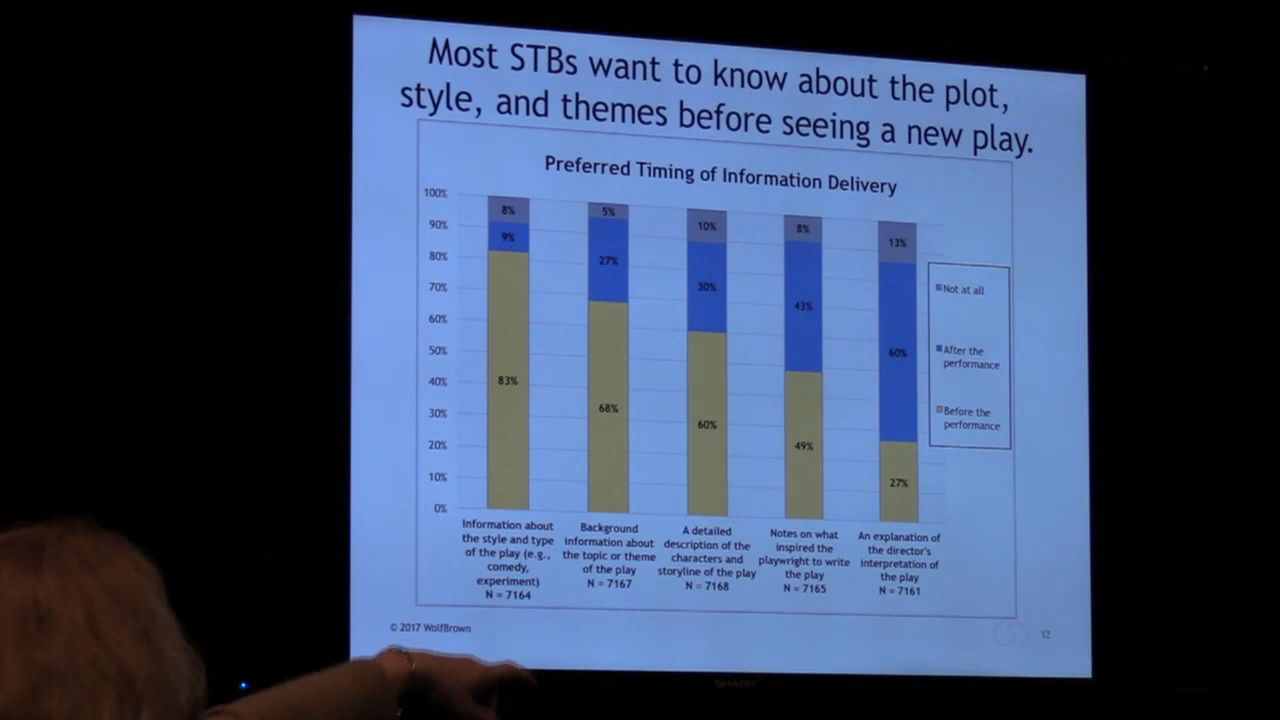 Most STBs want to know about the plot,
style, and themes before seeing a new play.
Preferred Timing of Information Delivery
100%
90%
80%
70%
60%
50%
40%
30%
20%
10%
0%
8%
9%
83%
5%
27%
68%
10%
30%
60%
8%
43%
49%
13%
60%
27%
Not at all
After the
performance
Before the
performance
Information about
the style and type
of the play (e.g.,
comedy,
experiment)
N = 7164
Background
information about
the topic or theme
of the play
N = 7167
A detailed
description of the
characters and
storyline of the play
N = 7168
Notes on what
inspired the
playwright to write
the play
N = 7165
An explanation of
the director's
interpretation of
the play
N = 7161
© 2017 WolfBrown
12
SHARP